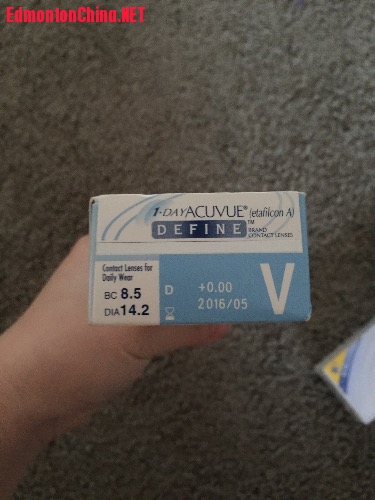 EdmontonChina.NET
1-DAY ACUVUE® (etafilcon A)
DEFINE™ BRAND
CONTACT LENSES
Contact Lenses for
Daily Wear
BC 8.5
DIA 14.2
D +0.00
2016/05
V